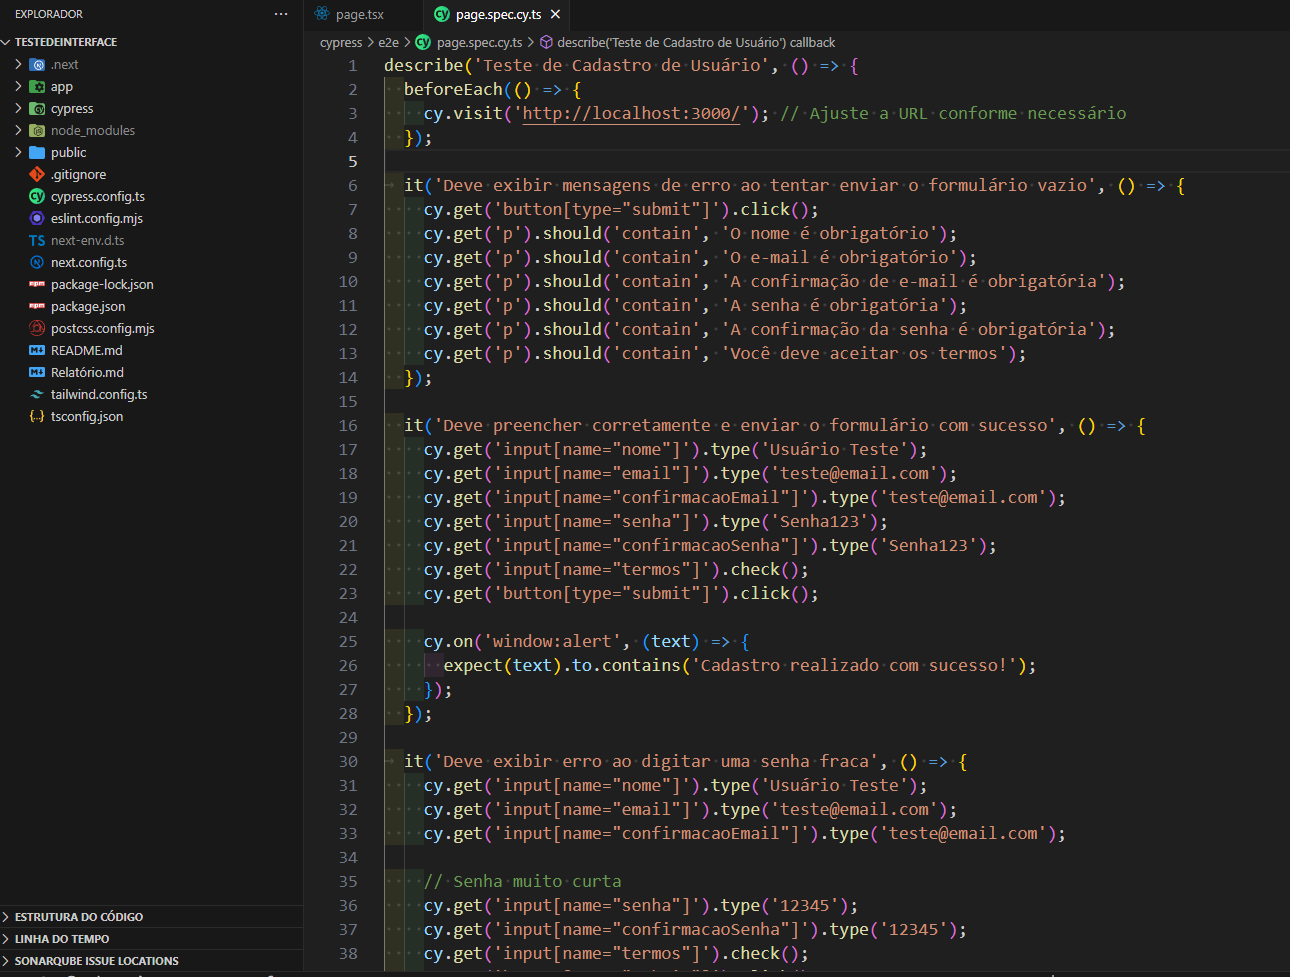 EXPLORADOR
TESTEDEINTERFACE
.next
app
cypress
node_modules
public
.gitignore
cypress.config.ts
eslint.config.mjs
TS next-env.d.ts
next.config.ts
package-lock.json
package.json
postcss.config.mjs
README.md
Relatório.md
tailwind.config.ts
tsconfig.json
ESTRUTURA DO CÓDIGO
LINHA DO TEMPO
SONARQUBE ISSUE LOCATIONS
page.tsx page.spec.cy.ts
cypress > e2e > page.spec.cy.ts > describe('Teste de Cadastro de Usuário') callback
1 describe('Teste de Cadastro de Usuário', () => {
2 beforeEach(() => {
3 cy.visit('http://localhost:3000/'); // Ajuste a URL conforme necessário
4 });
5
6 it('Deve exibir mensagens de erro ao tentar enviar o formulário vazio', () => {
7 cy.get('button[type="submit"]').click();
8 cy.get('p').should('contain', 'O nome é obrigatório');
9 cy.get('p').should('contain', 'O e-mail é obrigatório');
10 cy.get('p').should('contain', 'A confirmação de e-mail é obrigatória');
11 cy.get('p').should('contain', 'A senha é obrigatória');
12 cy.get('p').should('contain', 'A confirmação da senha é obrigatória');
13 cy.get('p').should('contain', 'Você deve aceitar os termos');
14 });
15
16 it('Deve preencher corretamente e enviar o formulário com sucesso', () => {
17 cy.get('input[name="nome"]').type('Usuário Teste');
18 cy.get('input[name="email"]').type('teste@email.com');
19 cy.get('input[name="confirmacaoEmail"]').type('teste@email.com');
20 cy.get('input[name="senha"]').type('Senha123');
21 cy.get('input[name="confirmacaoSenha"]').type('Senha123');
22 cy.get('input[name="termos"]').check();
23 cy.get('button[type="submit"]').click();
24
25 cy.on('window:alert', (text) => {
26 expect(text).to.contains('Cadastro realizado com sucesso!');
27 });
28 });
29
30 it('Deve exibir erro ao digitar uma senha fraca', () => {
31 cy.get('input[name="nome"]').type('Usuário Teste');
32 cy.get('input[name="email"]').type('teste@email.com');
33 cy.get('input[name="confirmacaoEmail"]').type('teste@email.com');
34
35 // Senha muito curta
36 cy.get('input[name="senha"]').type('12345');
37 cy.get('input[name="confirmacaoSenha"]').type('12345');
38 cy.get('input[name="termos"]').check();